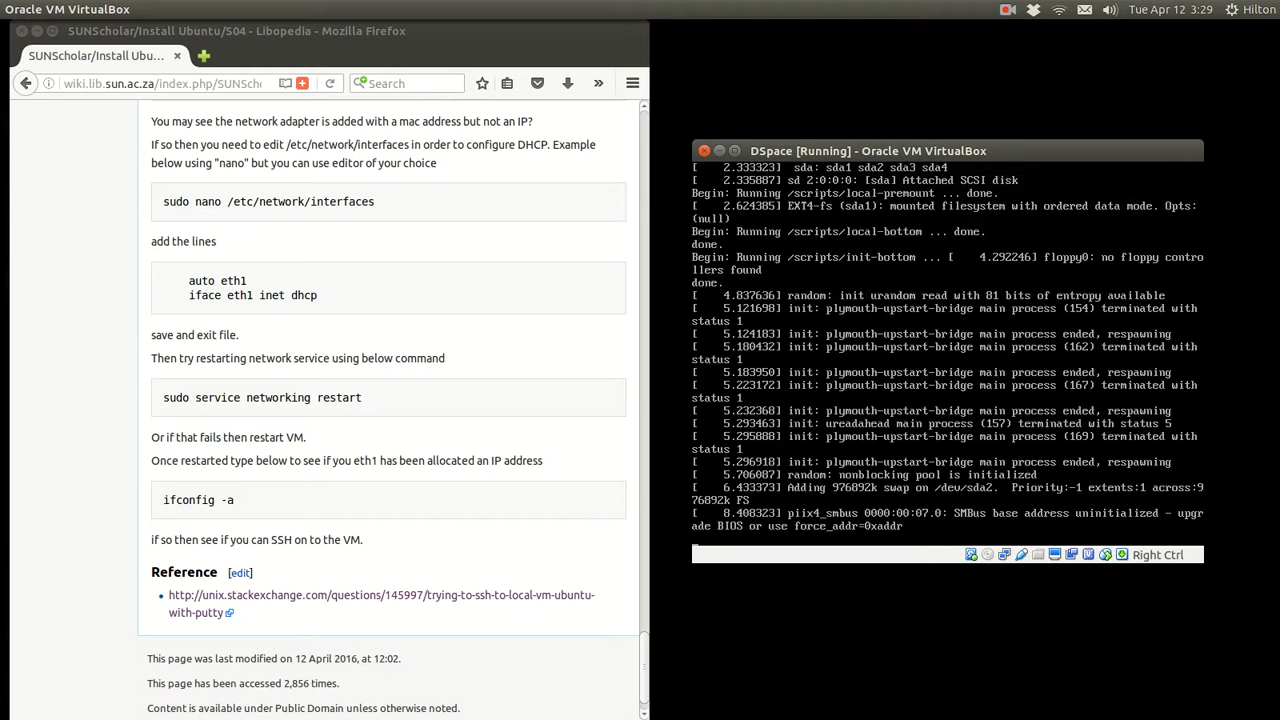 Oracle VM VirtualBox
Tue Apr 12 3:29
Hilton
SUNScholar/Install Ubuntu/S04 - Libopedia - Mozilla Firefox
SUNScholar/Install Ubu...
wiki.lib.sun.ac.za/index.php/SUNSch
Search
You may see the network adapter is added with a mac address but not an IP?
If so then you need to edit /etc/network/interfaces in order to configure DHCP. Example
below using "nano" but you can use editor of your choice
sudo nano /etc/network/interfaces
add the lines
auto eth1
iface eth1 inet dhcp
save and exit file.
Then try restarting network service using below command
sudo service networking restart
Or if that fails then restart VM.
Once restarted type below to see if you eth1 has been allocated an IP address
ifconfig -a
if so then see if you can SSH on to the VM.
Reference [edit]
http://unix.stackexchange.com/questions/145997/trying-to-ssh-to-local-vm-ubuntu-
with-putty
This page was last modified on 12 April 2016, at 12:02.
This page has been accessed 2,856 times.
Content is available under Public Domain unless otherwise noted.
DSpace [Running] - Oracle VM VirtualBox
[ 2.333323] sda: sda1 sda2 sda3 sda4
[ 2.335887] sd 2:0:0:0: [sda] Attached SCSI disk
Begin: Running /scripts/local-premount ... done.
[ 2.624385] EXT4-fs (sda1): mounted filesystem with ordered data mode. Opts:
(null)
Begin: Running /scripts/local-bottom ... done.
done.
Begin: Running /scripts/init-bottom ... [ 4.292246] floppy0: no floppy contro
llers found
done.
[ 4.837636] random: init urandom read with 81 bits of entropy available
[ 5.121698] init: plymouth-upstart-bridge main process (154) terminated with
status 1
[ 5.124183] init: plymouth-upstart-bridge main process ended, respawning
[ 5.180432] init: plymouth-upstart-bridge main process (162) terminated with
status 1
[ 5.183950] init: plymouth-upstart-bridge main process ended, respawning
[ 5.223172] init: plymouth-upstart-bridge main process (167) terminated with
status 1
[ 5.232368] init: plymouth-upstart-bridge main process ended, respawning
[ 5.293463] init: ureadahead main process (157) terminated with status 5
[ 5.295888] init: plymouth-upstart-bridge main process (169) terminated with
status 1
[ 5.296918] init: plymouth-upstart-bridge main process ended, respawning
[ 5.706087] random: nonblocking pool is initialized
[ 6.433373] Adding 976892k swap on /dev/sda2. Priority:-1 extents:1 across:9
76892k FS
[ 8.408323] piix4_smbus 0000:00:07.0: SMBus base address uninitialized - upgr
ade BIOS or use force_addr=0xaddr
Right Ctrl